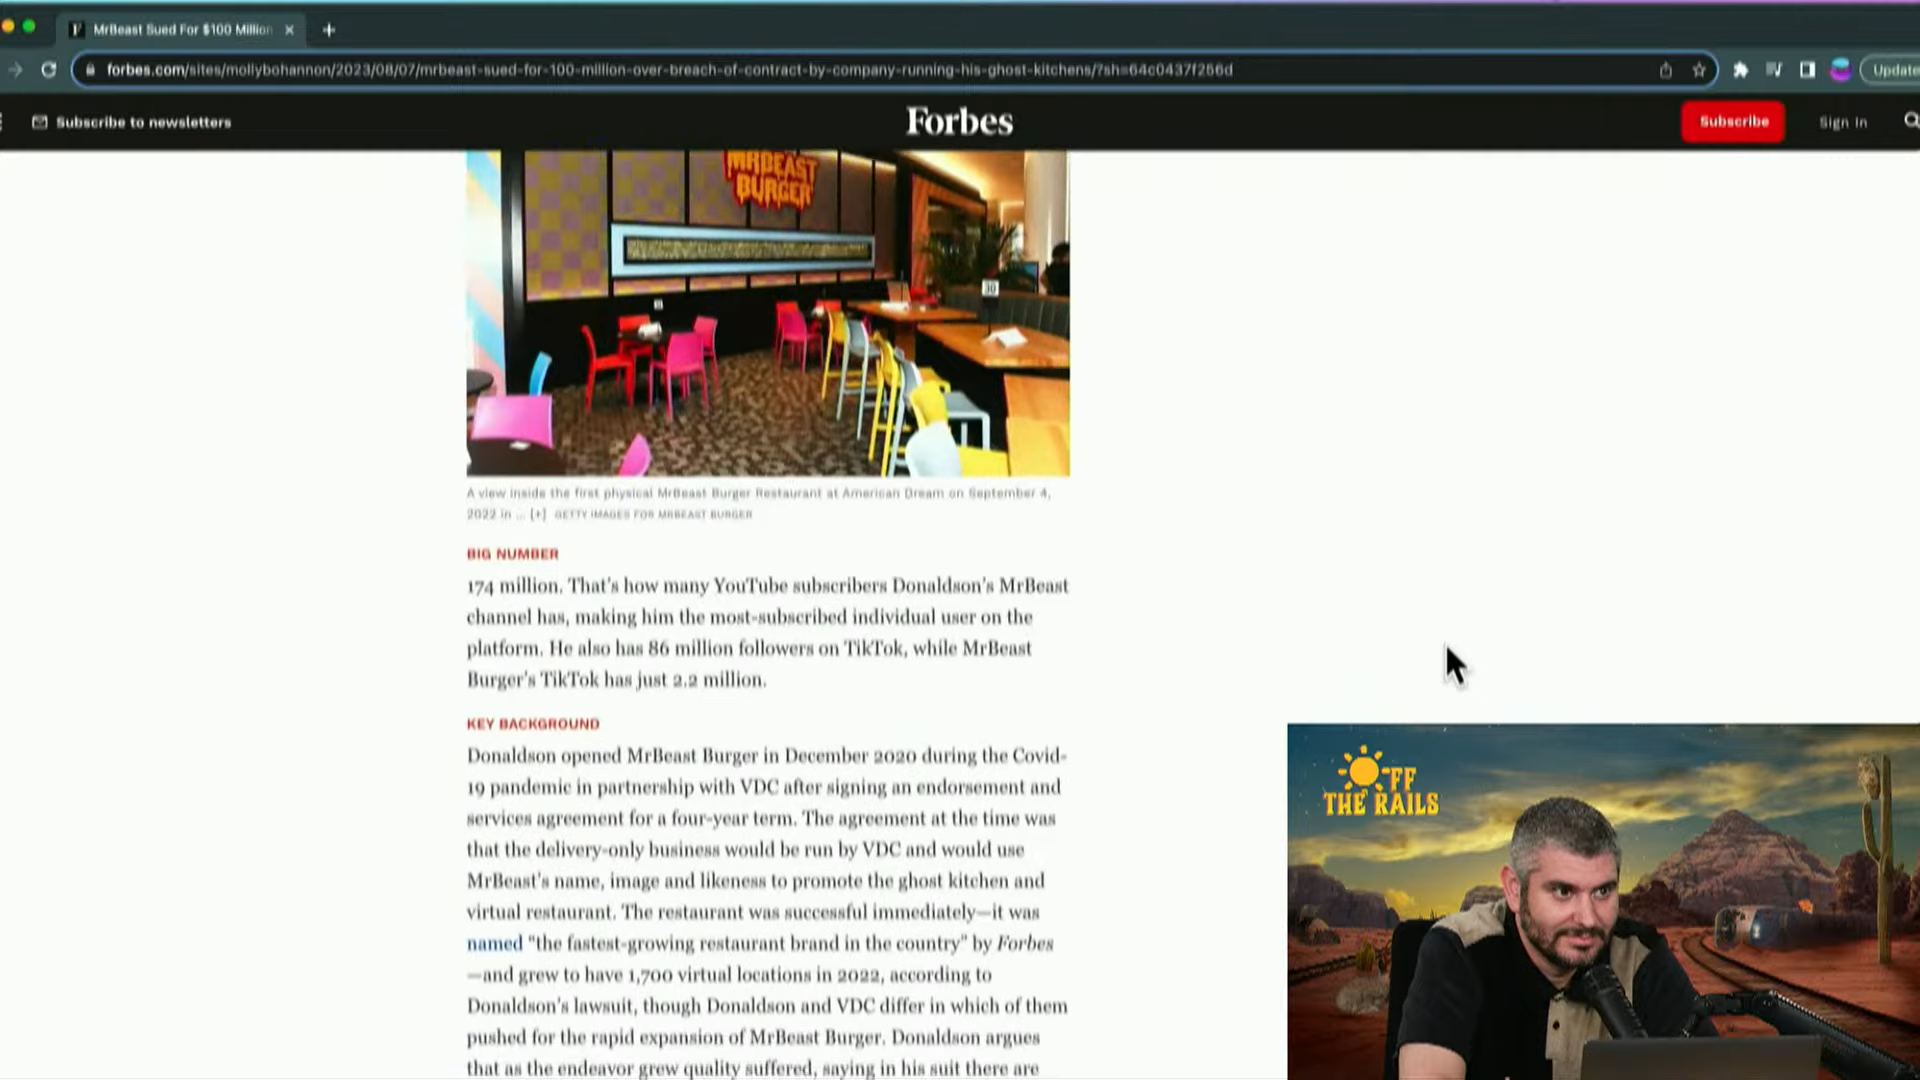 MrBeast Sued For $100 Million
forbes.com/sites/mollybohannon/2023/08/07/mrbeast-sued-for-100-million-over-breach-of-contract-by-company-running-his-ghost-kitchens/?sh=64c0437f256d
Update
Subscribe to newsletters
Forbes
Subscribe
Sign In
MRBEAST
BURGER
30
A view inside the first physical MrBeast Burger Restaurant at American Dream on September 4,
2022 in ... [+] GETTY IMAGES FOR MRBEAST BURGER
BIG NUMBER
174 million. That's how many YouTube subscribers Donaldson's MrBeast
channel has, making him the most-subscribed individual user on the
platform. He also has 86 million followers on TikTok, while MrBeast
Burger's TikTok has just 2.2 million.
KEY BACKGROUND
Donaldson opened MrBeast Burger in December 2020 during the Covid-
19 pandemic in partnership with VDC after signing an endorsement and
services agreement for a four-year term. The agreement at the time was
that the delivery-only business would be run by VDC and would use
MrBeast's name, image and likeness to promote the ghost kitchen and
virtual restaurant. The restaurant was successful immediately—it was
named "the fastest-growing restaurant brand in the country" by Forbes
—and grew to have 1,700 virtual locations in 2022, according to
Donaldson's lawsuit, though Donaldson and VDC differ in which of them
pushed for the rapid expansion of MrBeast Burger. Donaldson argues
that as the endeavor grew quality suffered, saying in his suit there are
OFF
THE RAILS